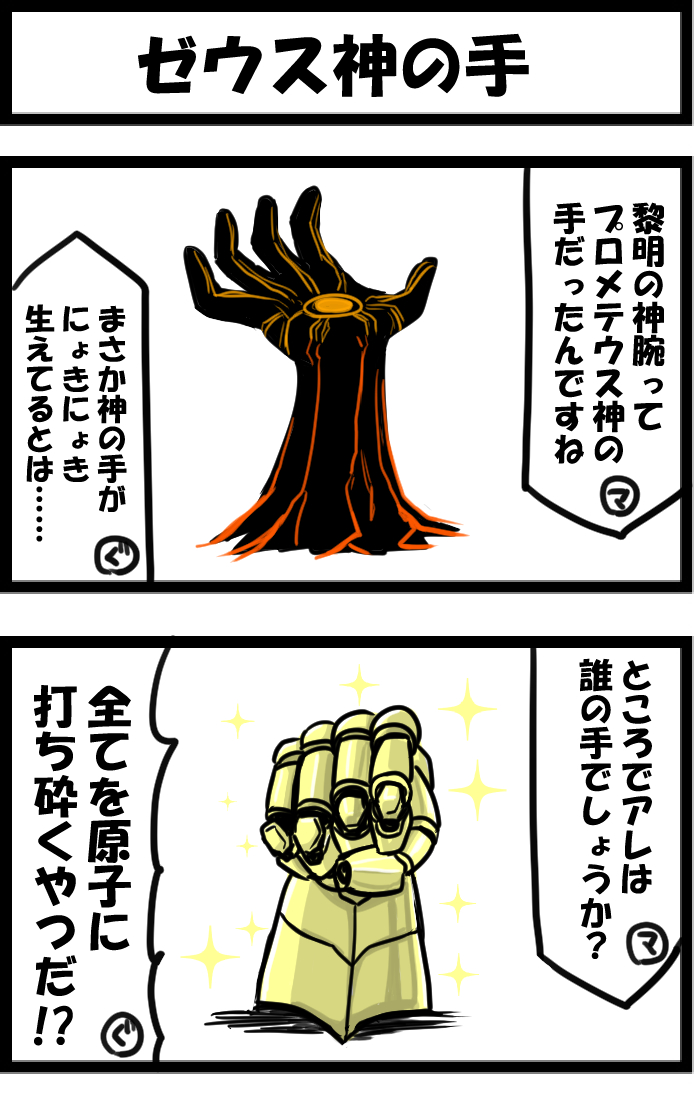 ゼウス神の手
黎明の神腕って
プロメテウス神の
手だったんですね
マ
まさか神の手が
にょきにょき
生えてるとは……
ぐ
ところでアレは
誰の手でしょうか？
マ
全てを原子に
打ち砕くやつだ!?
ぐ